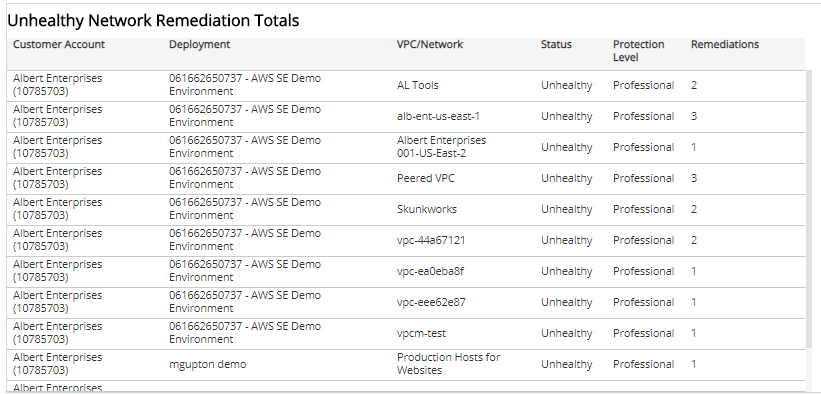 Unhealthy Network Remediation Totals
Customer Account Deployment VPC/Network Status Protection Level Remediations
Albert Enterprises (10785703) 061662650737 - AWS SE Demo Environment AL Tools Unhealthy Professional 2
Albert Enterprises (10785703) 061662650737 - AWS SE Demo Environment alb-ent-us-east-1 Unhealthy Professional 3
Albert Enterprises (10785703) 061662650737 - AWS SE Demo Environment Albert Enterprises 001-US-East-2 Unhealthy Professional 1
Albert Enterprises (10785703) 061662650737 - AWS SE Demo Environment Peered VPC Unhealthy Professional 3
Albert Enterprises (10785703) 061662650737 - AWS SE Demo Environment Skunkworks Unhealthy Professional 2
Albert Enterprises (10785703) 061662650737 - AWS SE Demo Environment vpc-44a67121 Unhealthy Professional 2
Albert Enterprises (10785703) 061662650737 - AWS SE Demo Environment vpc-ea0eba8f Unhealthy Professional 1
Albert Enterprises (10785703) 061662650737 - AWS SE Demo Environment vpc-eee62e87 Unhealthy Professional 1
Albert Enterprises (10785703) 061662650737 - AWS SE Demo Environment vpcm-test Unhealthy Professional 1
Albert Enterprises (10785703) mgupton demo Production Hosts for Websites Unhealthy Professional 1
Albert Enterprises